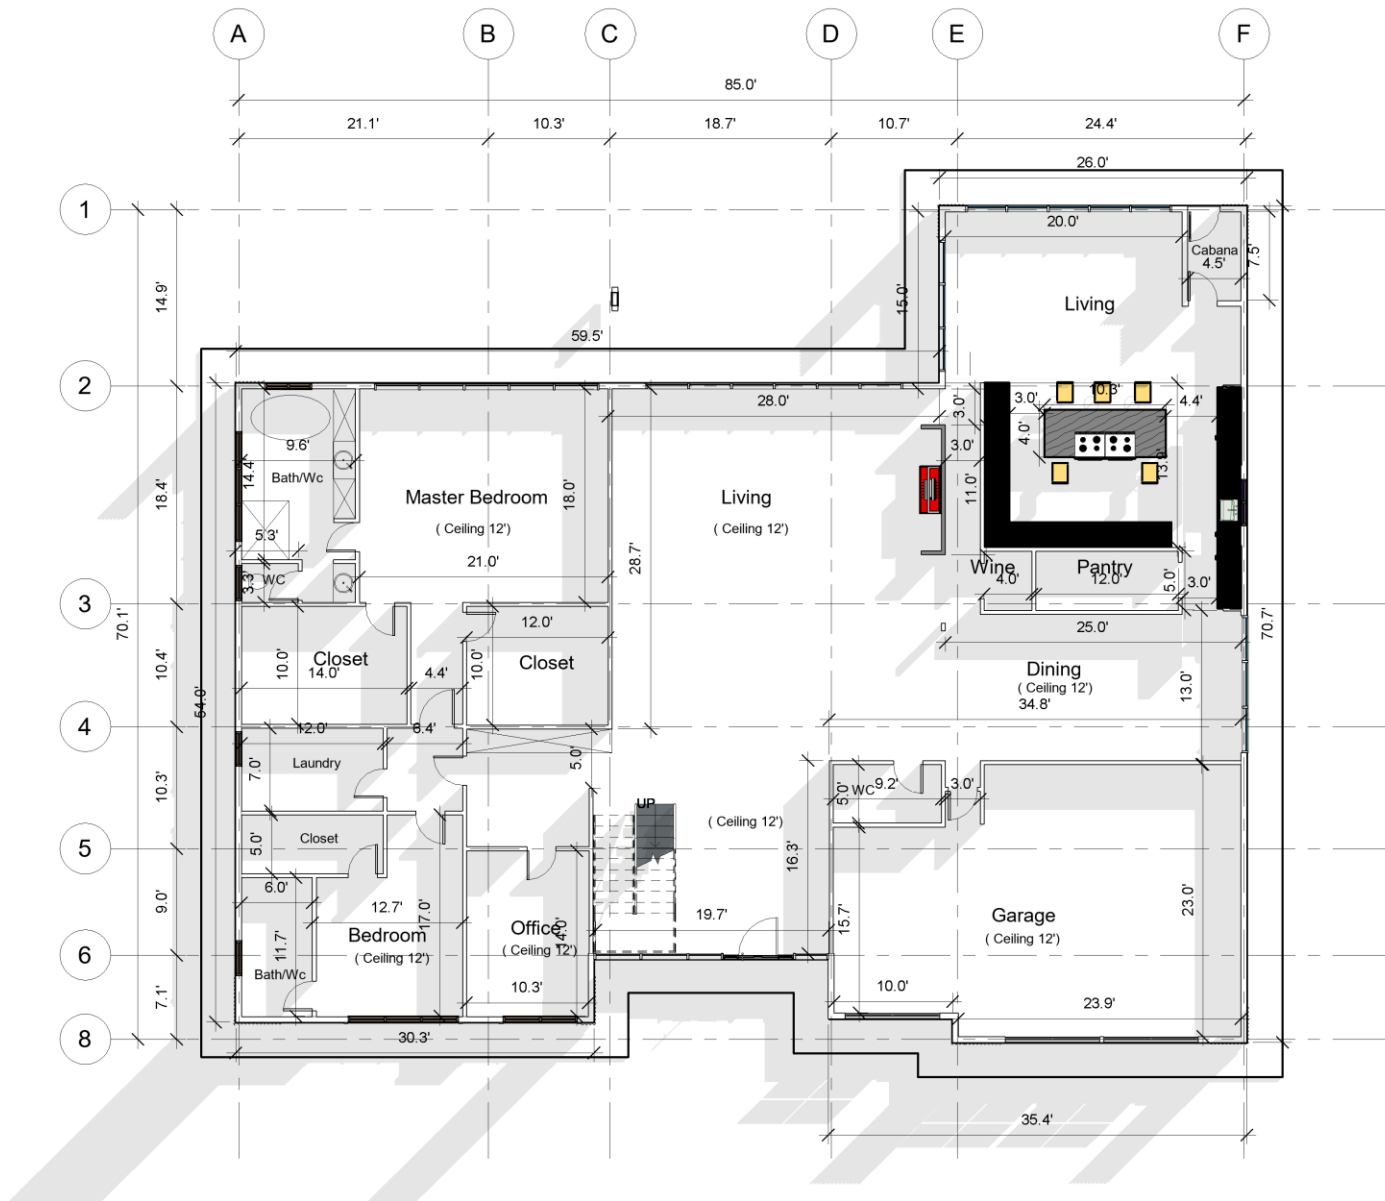 A B C D E F
85.0'
21.1' 10.3' 18.7' 10.7' 24.4'
26.0'
1
20.0'
Cabana
4.5'
7.5'
14.9'
15.0'
Living
59.5'
2
28.0'
3.0'
3.0'
10.3'
4.4'
4.0'
9.6'
3.0'
14.4'
Bath/Wc
13.9'
18.4'
Master Bedroom
18.0'
Living
11.0'
( Ceiling 12')
( Ceiling 12')
5.3'
21.0'
28.7'
WC
3.3'
Wine
4.0'
Pantry
12.0'
5.0'
3.0'
3
70.1'
12.0'
25.0'
70.7'
10.4'
10.0'
Closet
14.0'
4.4'
10.0'
Closet
Dining
( Ceiling 12')
34.8'
13.0'
54.0'
4
12.0'
6.4'
Laundry
7.0'
5.0'
10.3'
5.0'
WC
9.2'
3.0'
UP
( Ceiling 12')
5
Closet
5.0'
16.3'
6.0'
9.0'
12.7'
17.0'
19.7'
15.7'
23.0'
Garage
( Ceiling 12')
Bedroom
( Ceiling 12')
Office
( Ceiling 12')
14.0'
11.7'
6
Bath/Wc
10.3'
10.0'
23.9'
7.1'
8
30.3'
35.4'